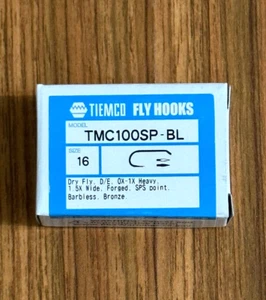 TIEMCO FLY HOOKS
MODEL
TMC100SP-BL
SIZE
16
Dry Fly. D/E. 0X-1X Heavy.
1.5X Wide. Forged. SPS point.
Barbless. Bronze.